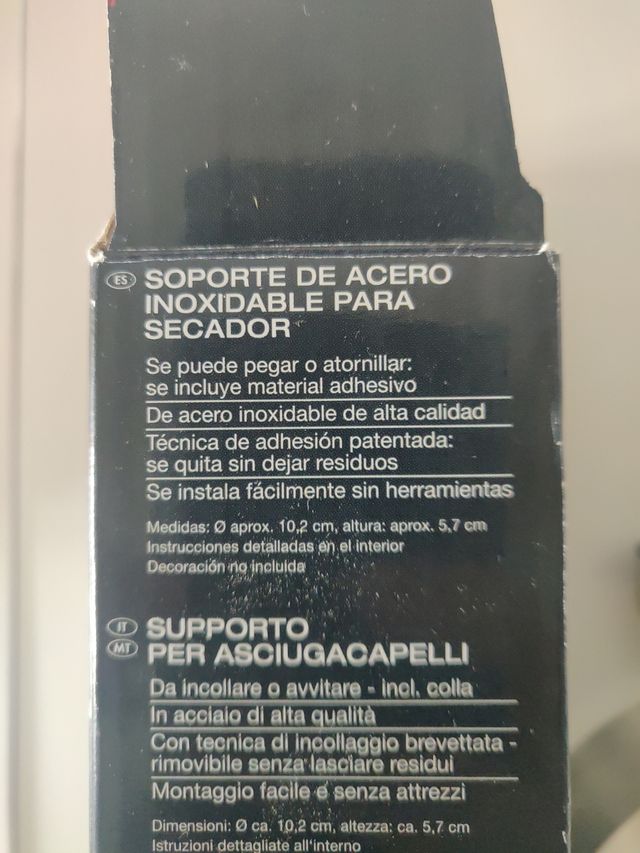 ES SOPORTE DE ACERO
INOXIDABLE PARA
SECADOR
Se puede pegar o atornillar:
se incluye material adhesivo
De acero inoxidable de alta calidad
Técnica de adhesión patentada:
se quita sin dejar residuos
Se instala fácilmente sin herramientas
Medidas: Ø aprox. 10,2 cm, altura: aprox. 5,7 cm
Instrucciones detalladas en el interior
Decoración no incluida
IT SUPPORTO
MT PER ASCIUGACAPELLI
Da incollare o avvitare - incl. colla
In acciaio di alta qualità
Con tecnica di incollaggio brevettata -
rimovibile senza lasciare residui
Montaggio facile e senza attrezzi
Dimensioni: Ø ca. 10,2 cm, altezza: ca. 5,7 cm
Istruzioni dettagliate all'interno